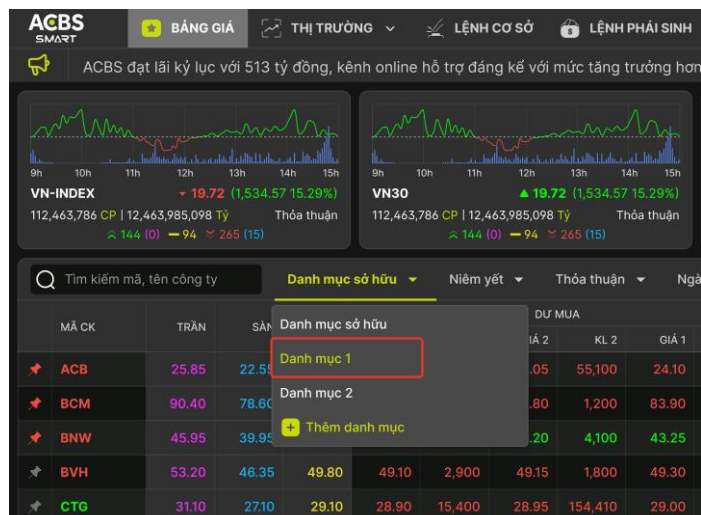 ACBS
SMART
BẢNG GIÁ
THỊ TRƯỜNG
LỆNH CƠ SỞ
LỆNH PHÁI SINH
ACBS đạt lãi kỷ lục với 513 tỷ đồng, kênh online hỗ trợ đáng kể với mức tăng trưởng hơn
9h 10h 11h 12h 13h 14h 15h
VN-INDEX 19.72 (1,534.57 15.29%)
112,463,786 CP | 12,463,985,098 Tỷ Thỏa thuận
144 (0) 94 265 (15)
9h 10h 11h 12h 13h 14h 15h
VN30 19.72 (1,534.57 15.29%)
112,463,786 CP | 12,463,985,098 Tỷ Thỏa thuận
144 (0) 94 265 (15)
Tìm kiếm mã, tên công ty Danh mục sở hữu Niêm yết Thỏa thuận Ngà
DƯ MUA
MÃ CK TRẦN SÀN IÁ 2 KL 2 GIÁ 1
Danh mục sở hữu
Danh mục 1
Danh mục 2
+ Thêm danh mục
ACB 25.85 22.55 .05 55,100 24.10
BCM 90.40 78.60 .80 1,200 83.90
BNW 45.95 39.95 .20 4,100 43.25
BVH 53.20 46.35 49.80 49.10 2,900 49.15 1,800 49.30
CTG 31.10 27.10 29.10 28.90 15,400 28.95 154,410 29.00